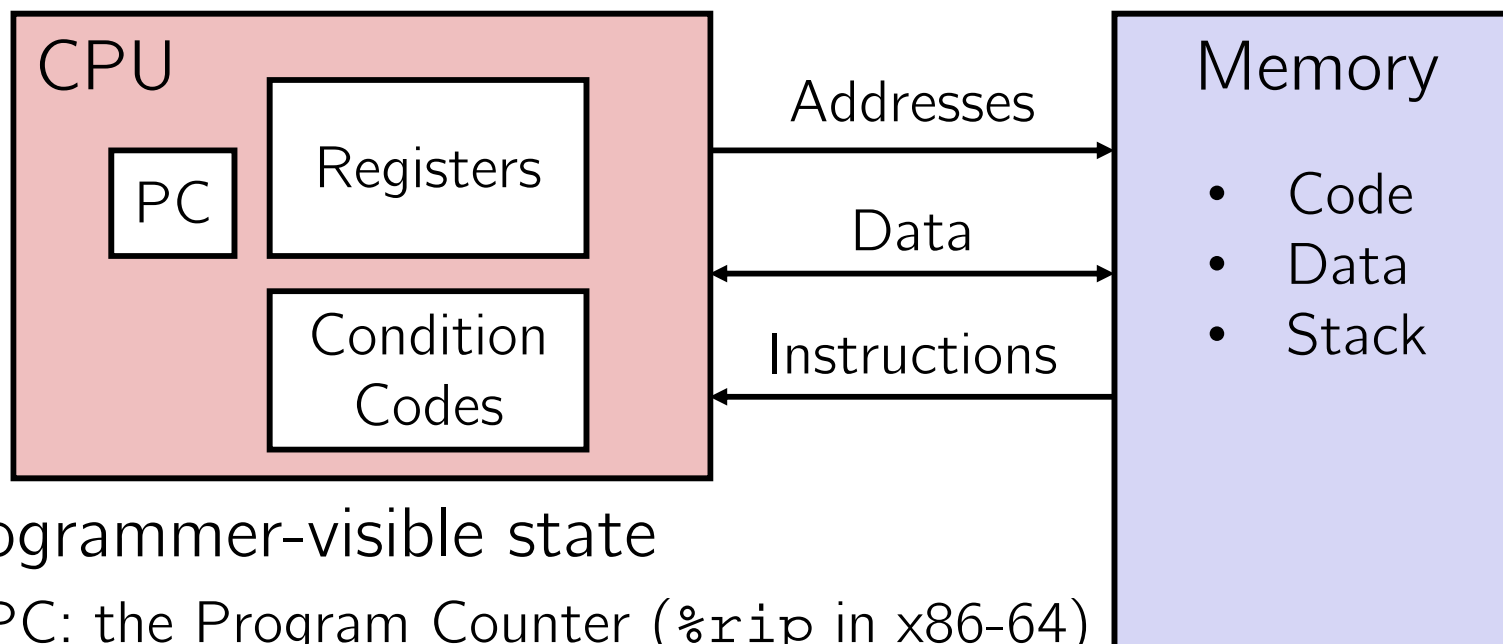 CPU
PC
Registers
Condition
Codes
Addresses
Data
Instructions
Memory
• Code
• Data
• Stack
ogrammer-visible state
PC: the Program Counter (%rip in x86-64)